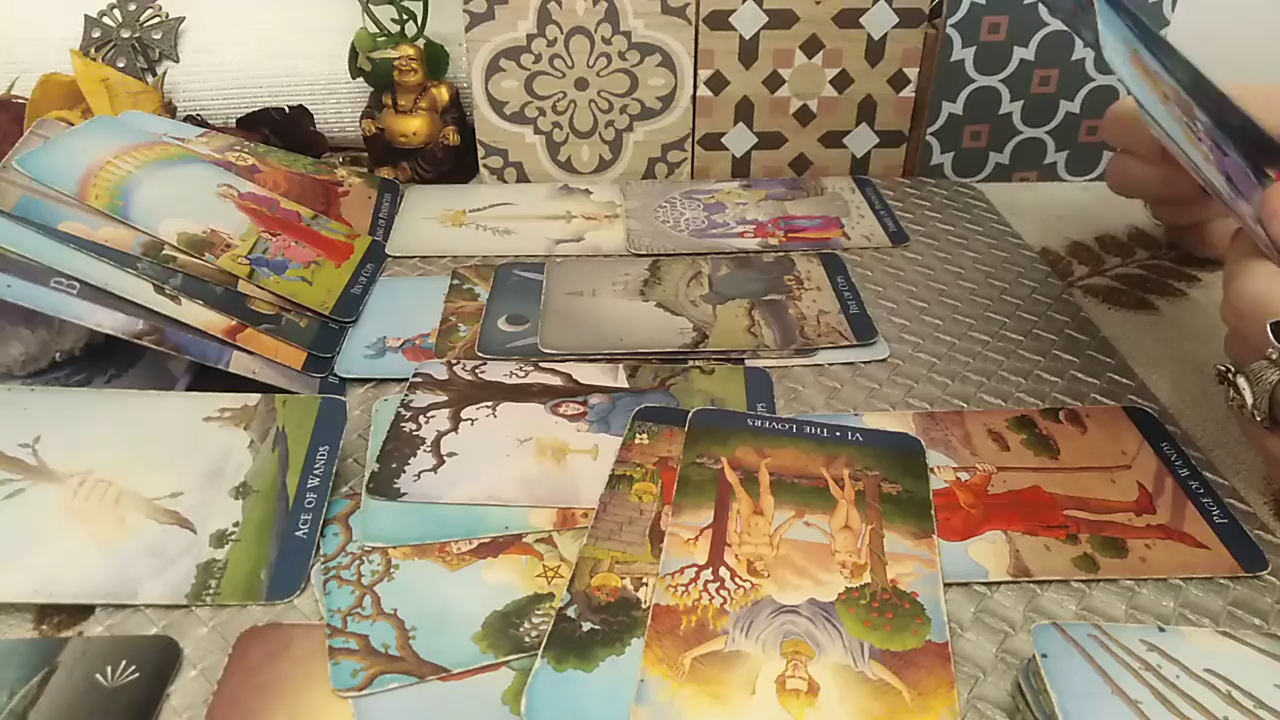 KING OF PENTACLES
TEN OF CUPS
THREE OF PENTACLES
FIVE OF CUPS
ACE OF WANDS
VI • THE LOVERS
PAGE OF WANDS